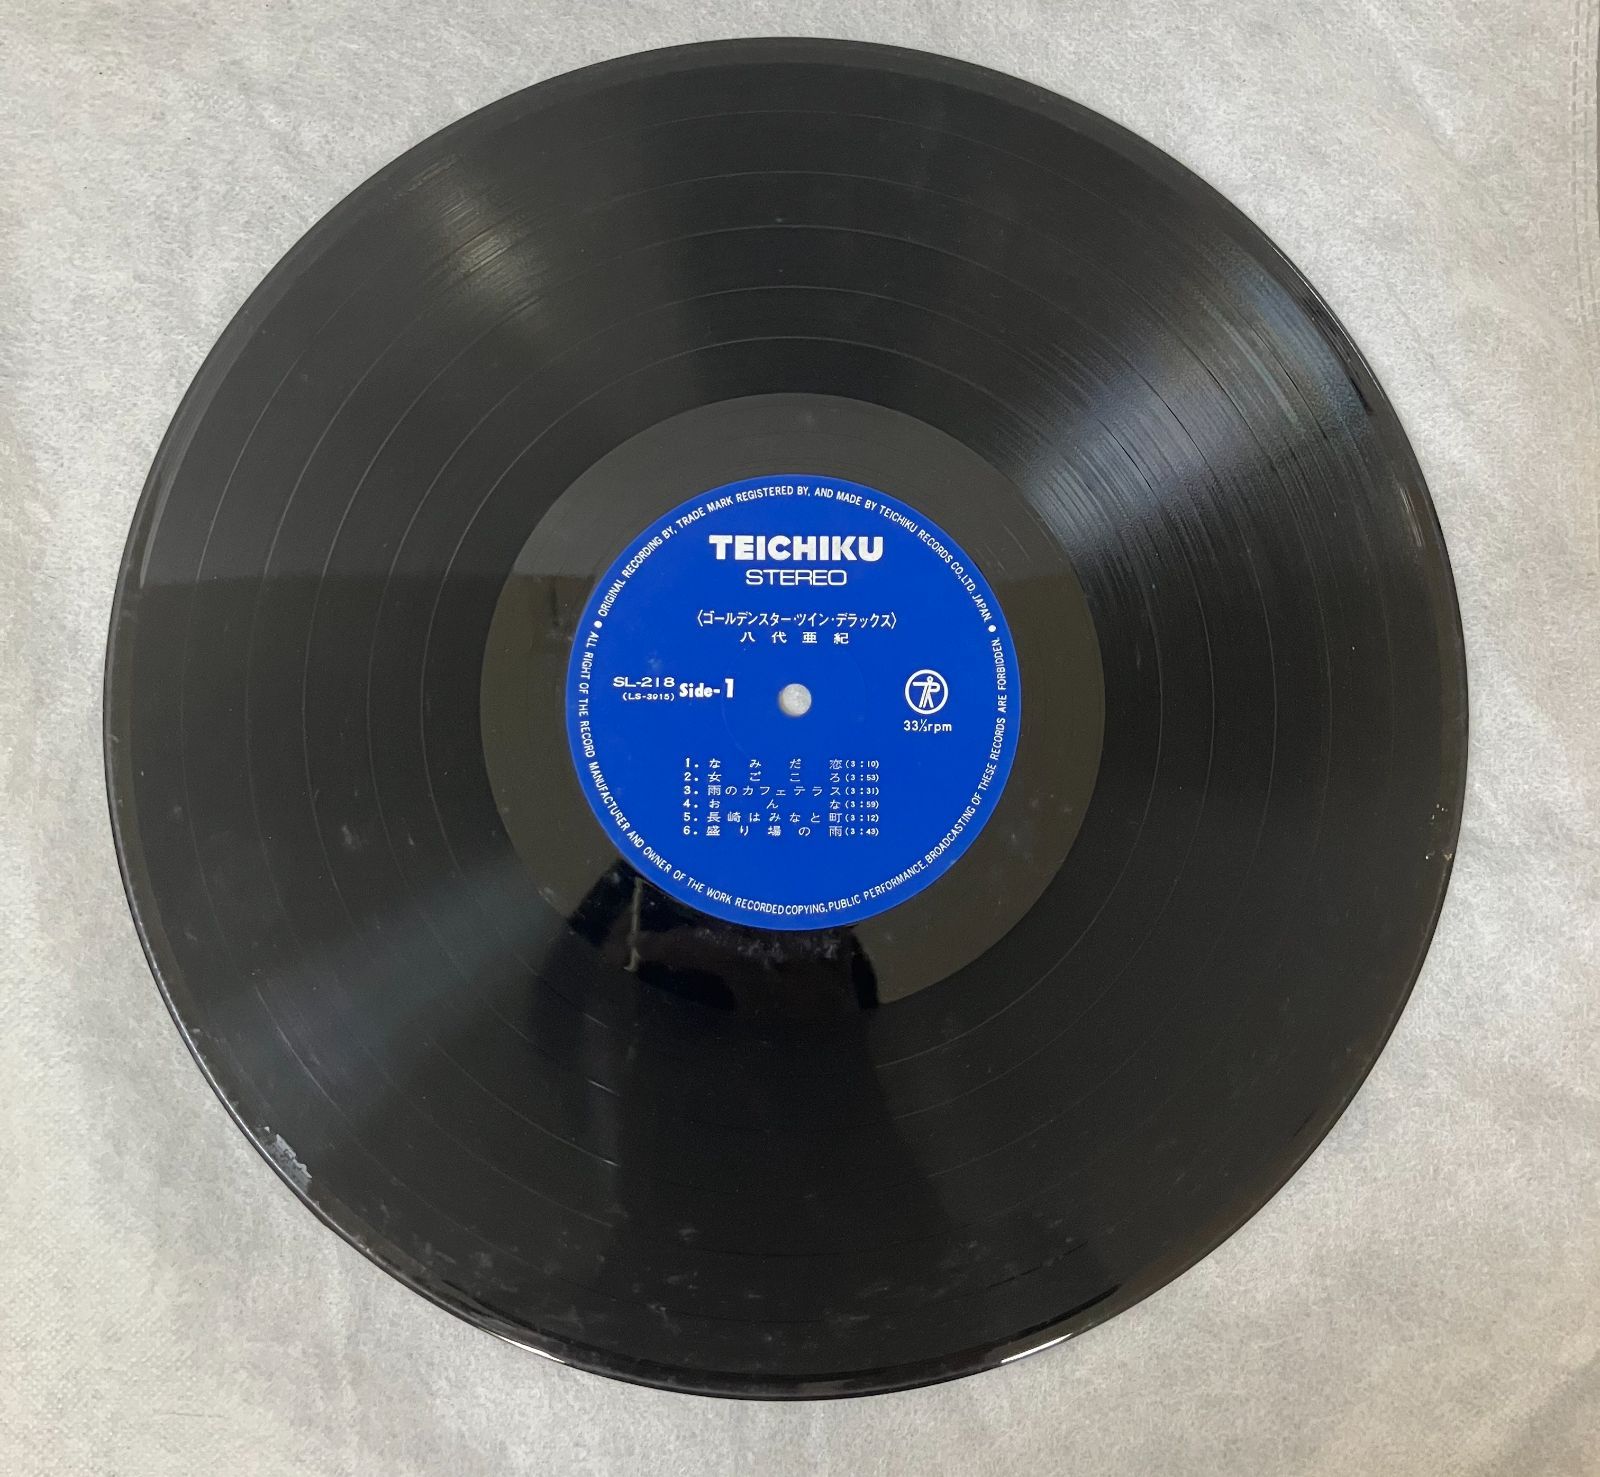 ORIGINAL RECORDING BY, TRADE MARK REGISTERED BY, AND MADE BY TEICHIKU RECORDS CO.,LTD. JAPAN.
TEICHIKU
STEREO
〈ゴールデンスター・ツイン・デラックス〉
八代亜紀
SL-218
(LS-3915)
Side-1
33⅓rpm
1. なみだ恋(3:10)
2. 女ごころ(3:53)
3. 雨のカフェテラス(3:31)
4. おんな(3:59)
5. 長崎はみなと町(3:12)
6. 盛り場の雨(3:43)
ALL RIGHT OF THE RECORD MANUFACTURER AND OWNER OF THE WORK RECORDED COPYING, PUBLIC PERFORMANCE, BROADCASTING OF THESE RECORDS ARE FORBIDDEN.